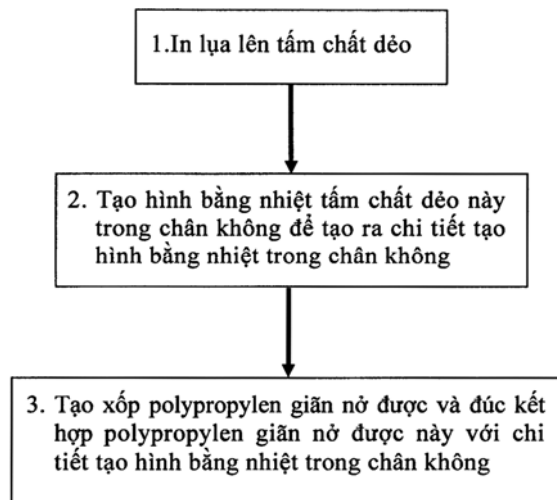 1.In lụa lên tấm chất dẻo
2. Tạo hình bằng nhiệt tấm chất dẻo này
trong chân không để tạo ra chi tiết tạo
hình bằng nhiệt trong chân không
3. Tạo xốp polypropylen giãn nở được và đúc kết
hợp polypropylen giãn nở được này với chi
tiết tạo hình bằng nhiệt trong chân không